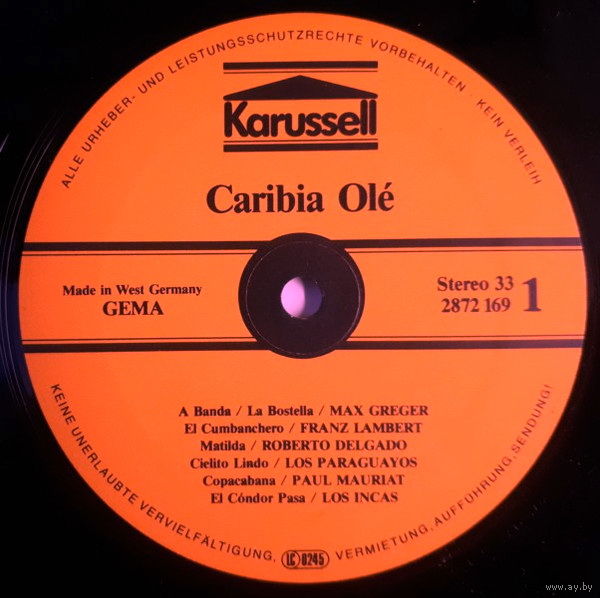 ALLE URHEBER- UND LEISTUNGSSCHUTZRECHTE VORBEHALTEN · KEIN VERLEIH
Karussell
Caribia Olé
Made in West Germany
GEMA
Stereo 33
2872 169
1
A Banda / La Bostella / MAX GREGER
El Cumbanchero / FRANZ LAMBERT
Matilda / ROBERTO DELGADO
Cielito Lindo / LOS PARAGUAYOS
Copacabana / PAUL MAURIAT
El Cóndor Pasa / LOS INCAS
KEINE UNERLAUBTE VERVIELFÄLTIGUNG, VERMIETUNG, AUFFÜHRUNG, SENDUNG!
LC 0245
www.ay.by